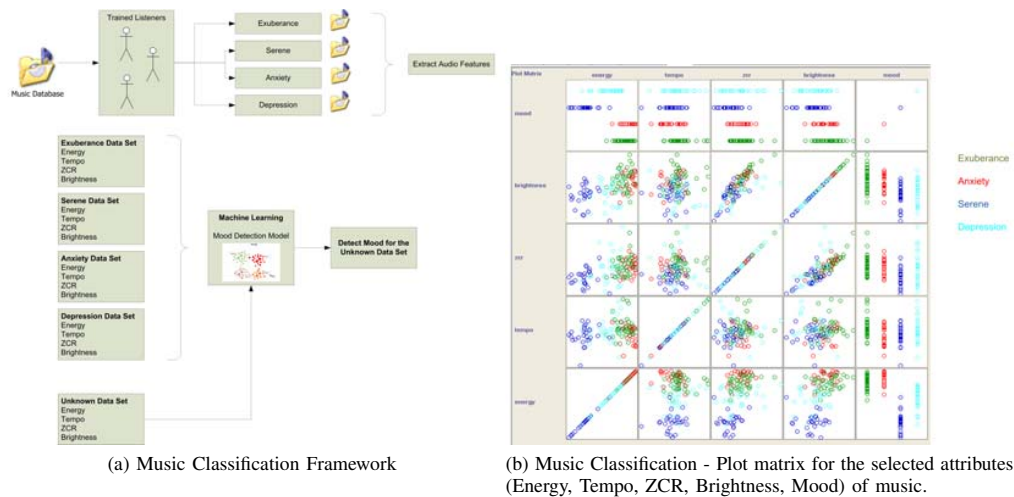 Trained Listeners
Music Database
Exuberance
Serene
Anxiety
Depression
Extract Audio Features
Exuberance Data Set
Energy
Tempo
ZCR
Brightness
Serene Data Set
Energy
Tempo
ZCR
Brightness
Anxiety Data Set
Energy
Tempo
ZCR
Brightness
Depression Data Set
Energy
Tempo
ZCR
Brightness
Unknown Data Set
Energy
Tempo
ZCR
Brightness
Machine Learning
Mood Detection Model
Detect Mood for the
Unknown Data Set
(a) Music Classification Framework
Plot Matrix energy tempo zcr brightness mood
mood
brightness
zcr
tempo
energy
Exuberance
Anxiety
Serene
Depression
(b) Music Classification - Plot matrix for the selected attributes
(Energy, Tempo, ZCR, Brightness, Mood) of music.